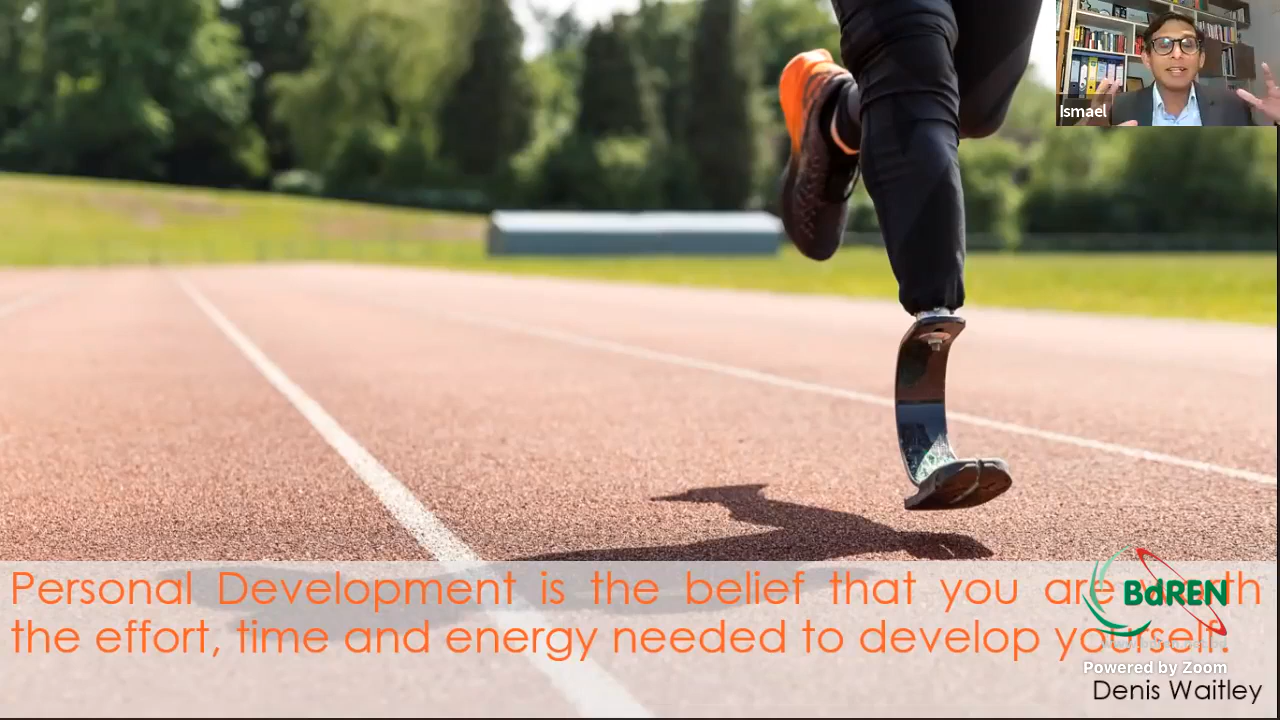 Ismael
Personal Development is the belief that you are worth
the effort, time and energy needed to develop yourself.
BdREN
Powered by Zoom
Denis Waitley